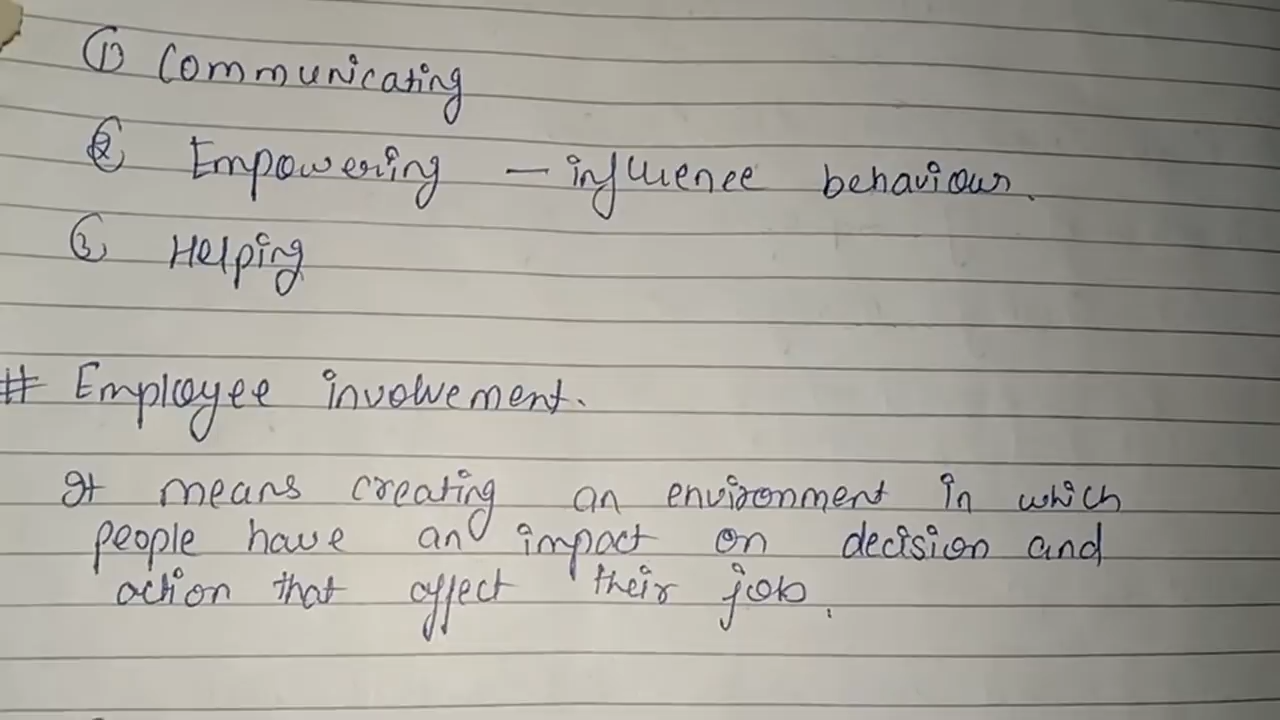 ① Communicating
② Empowering - influence behaviour.
③ Helping
# Employee involvement.
It means creating an environment in which
people have an impact on decision and
action that affect their job.